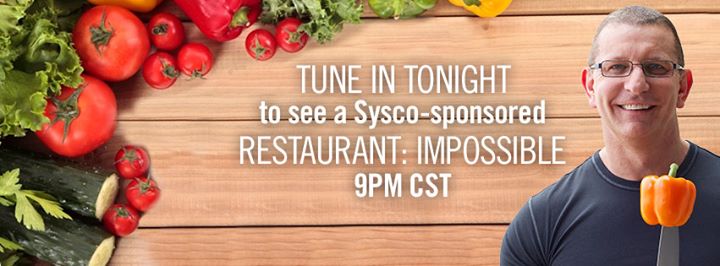 TUNE IN TONIGHT
to see a Sysco-sponsored
RESTAURANT: IMPOSSIBLE
9PM CST